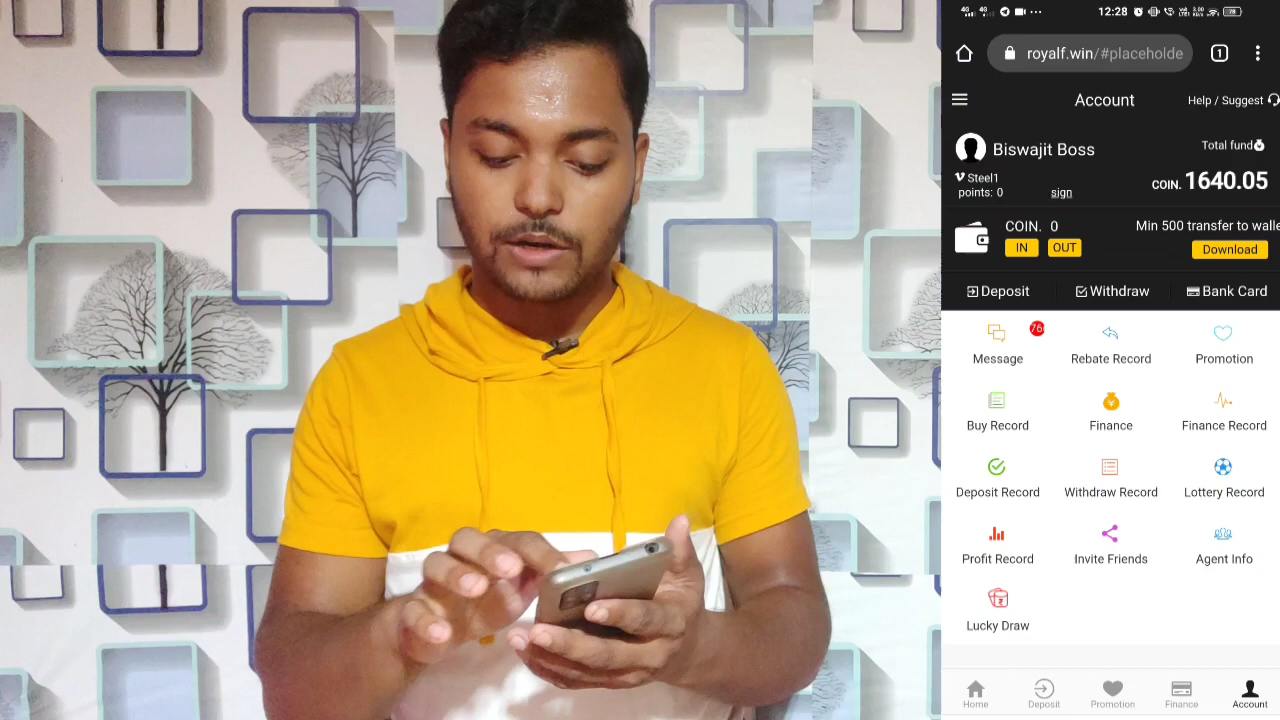 4G 4G 12:28 78
royalf.win/#placeholde 1
Account Help / Suggest
Biswajit Boss Total fund
V Steel1
points: 0 sign COIN. 1640.05
COIN. 0 Min 500 transfer to walle
IN OUT Download
Deposit Withdraw Bank Card
76
Message Rebate Record Promotion
Buy Record Finance Finance Record
Deposit Record Withdraw Record Lottery Record
Profit Record Invite Friends Agent Info
Lucky Draw
Home Deposit Promotion Finance Account